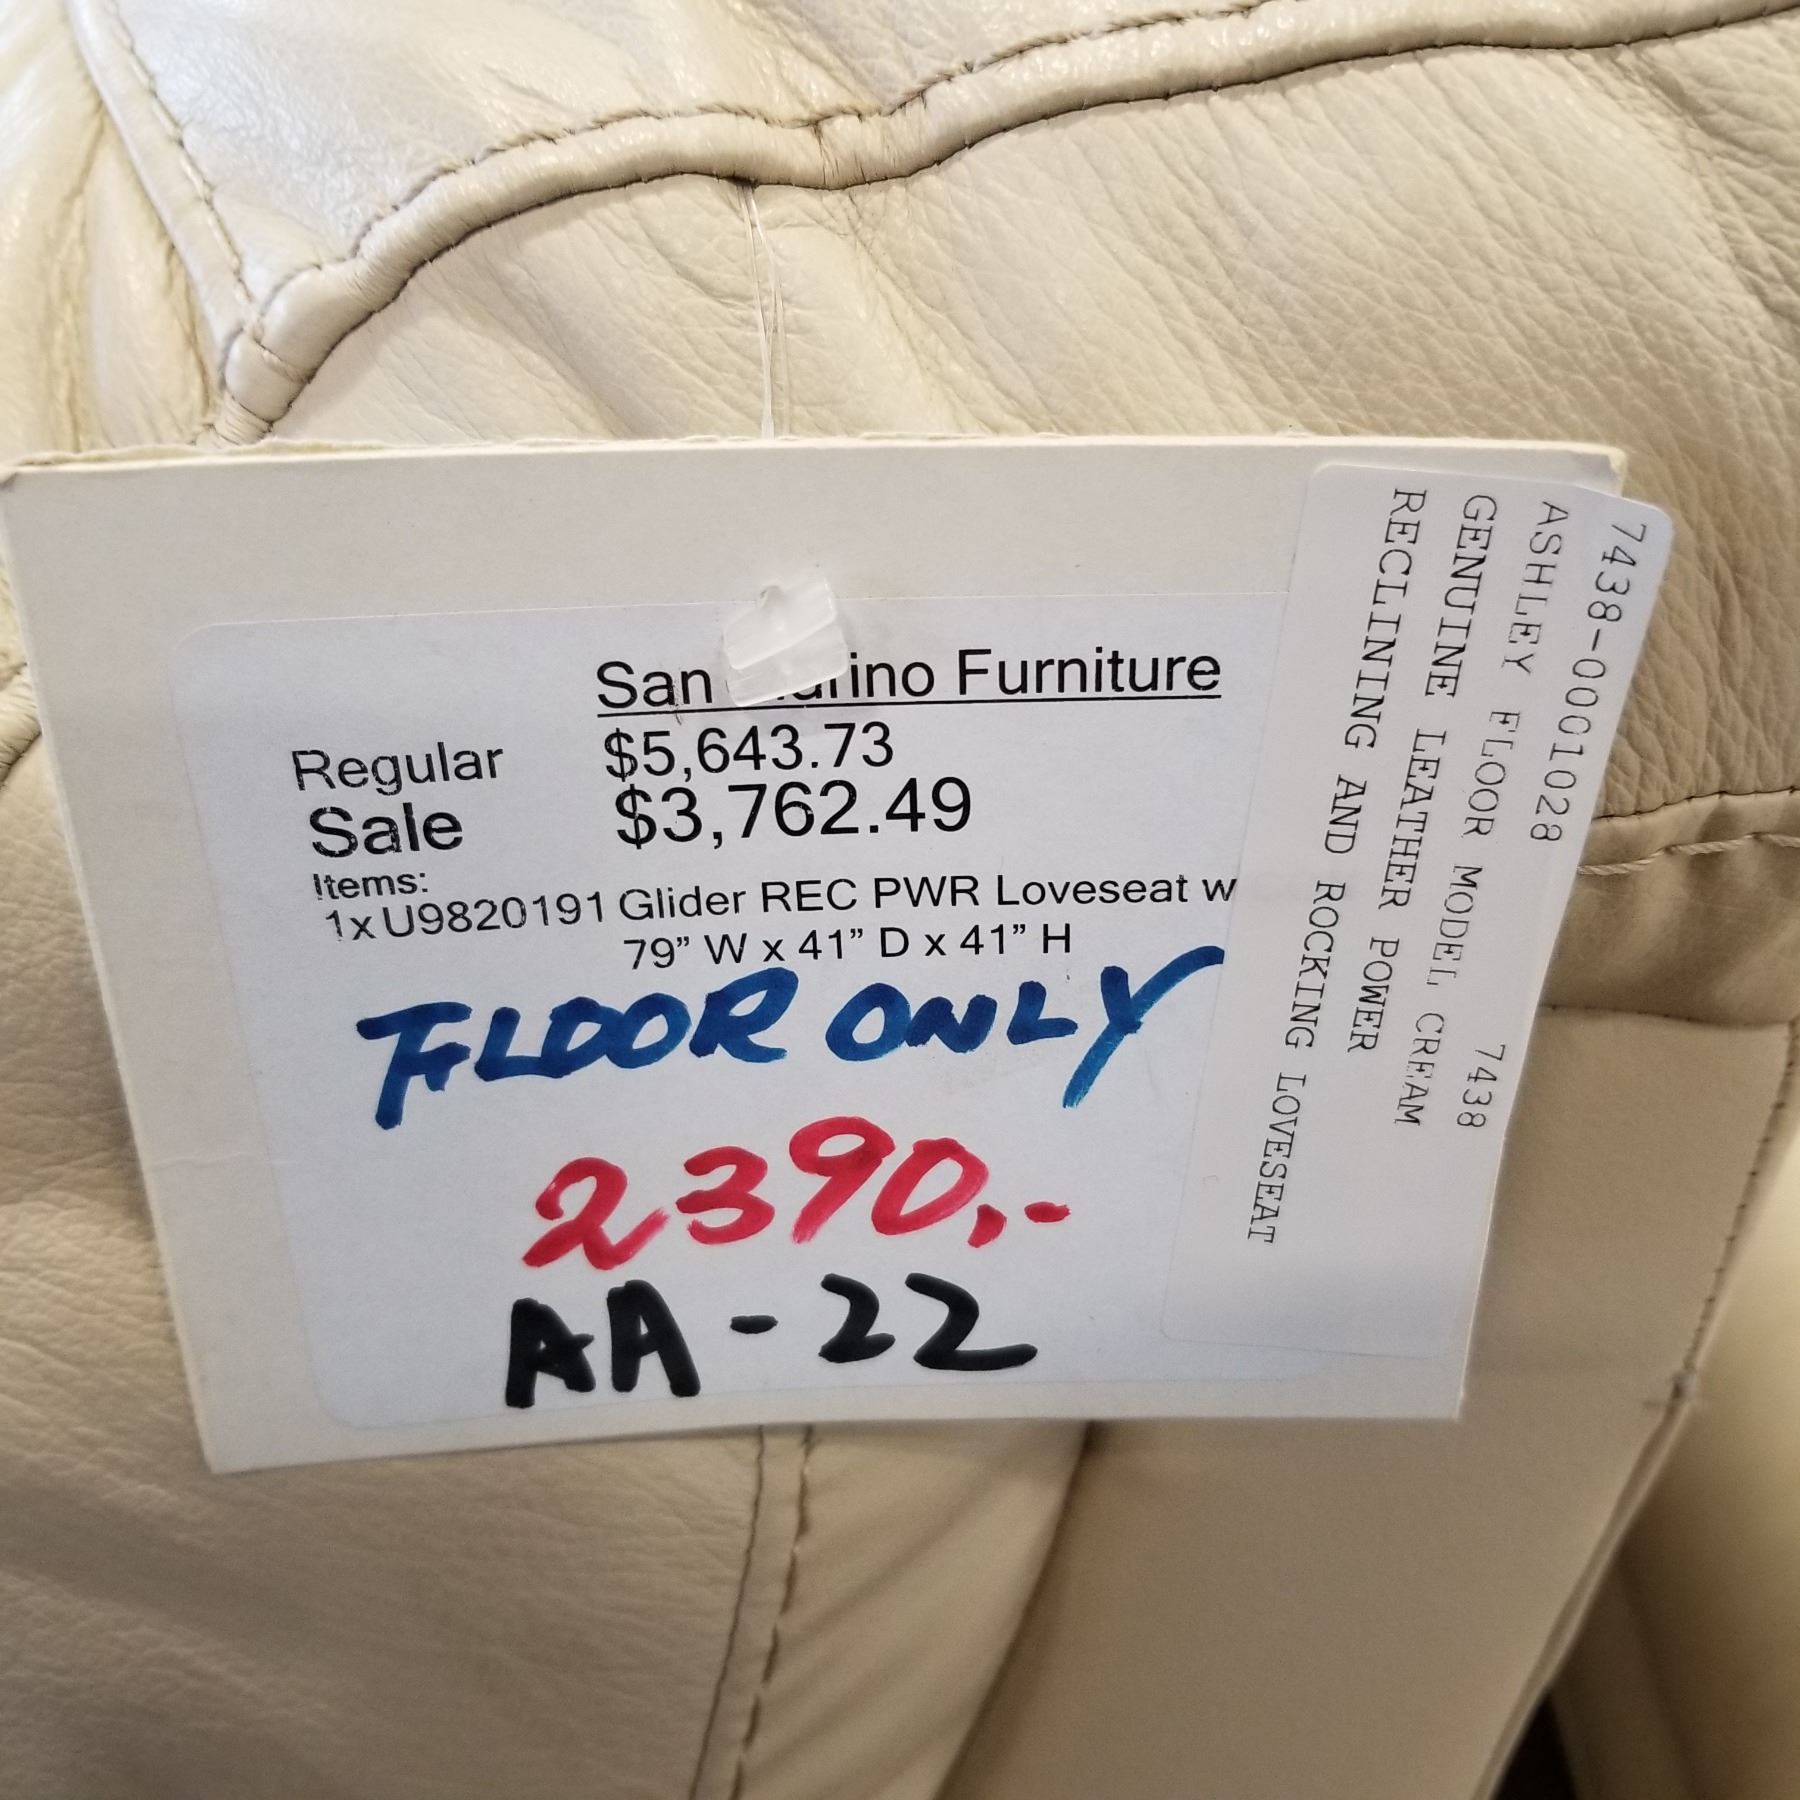 San Marino Furniture
Regular $5,643.73
Sale $3,762.49
Items:
1x U9820191 Glider REC PWR Loveseat w
79” W x 41” D x 41” H
FLOOR ONLY
2390.-
AA-22
7438-0001028
ASHLEY FLOOR MODEL 7438
GENUINE LEATHER CREAM
RECLINING AND ROCKING LOVESEAT POWER